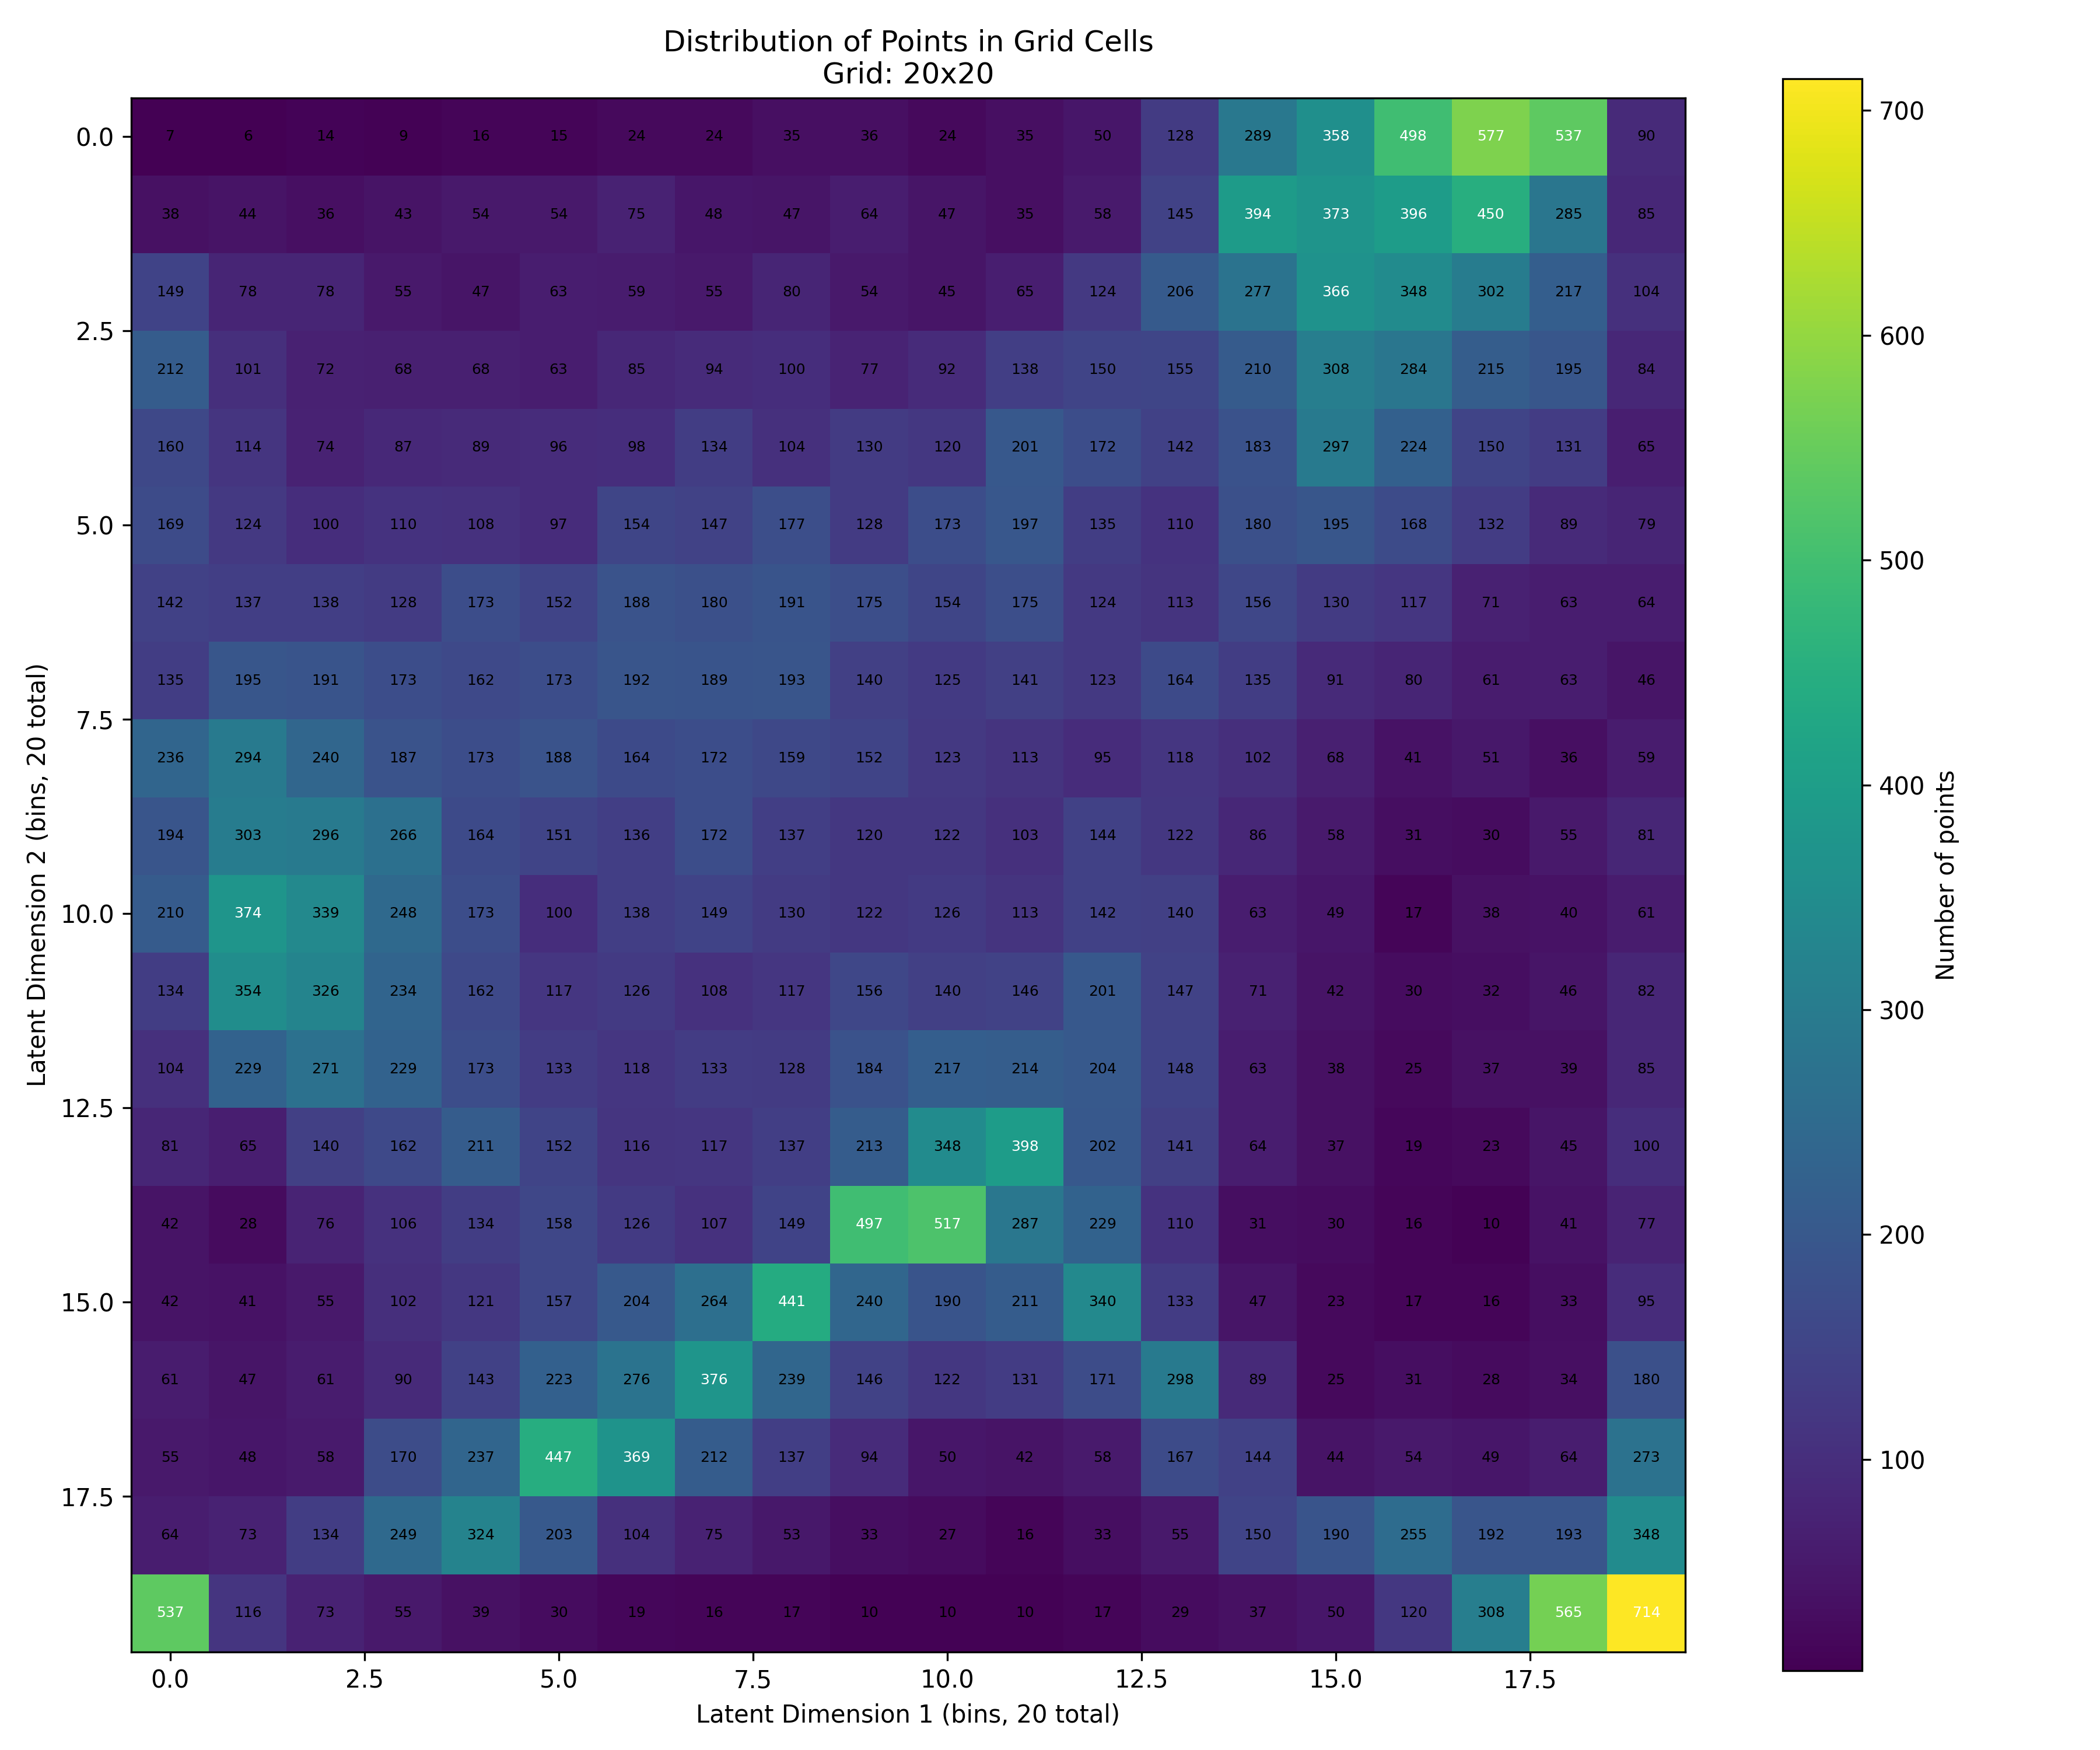 Distribution of Points in Grid Cells
Grid: 20x20
0.0 7 6 14 9 16 15 24 24 35 36 24 35 50 128 289 358 498 577 537 90
38 44 36 43 54 54 75 48 47 64 47 35 58 145 394 373 396 450 285 85
149 78 78 55 47 63 59 55 80 54 45 65 124 206 277 366 348 302 217 104
2.5
212 101 72 68 68 63 85 94 100 77 92 138 150 155 210 308 284 215 195 84
160 114 74 87 89 96 98 134 104 130 120 201 172 142 183 297 224 150 131 65
5.0 169 124 100 110 108 97 154 147 177 128 173 197 135 110 180 195 168 132 89 79
142 137 138 128 173 152 188 180 191 175 154 175 124 113 156 130 117 71 63 64
135 195 191 173 162 173 192 189 193 140 125 141 123 164 135 91 80 61 63 46
7.5
236 294 240 187 173 188 164 172 159 152 123 113 95 118 102 68 41 51 36 59
194 303 296 266 164 151 136 172 137 120 122 103 144 122 86 58 31 30 55 81
10.0 210 374 339 248 173 100 138 149 130 122 126 113 142 140 63 49 17 38 40 61
134 354 326 234 162 117 126 108 117 156 140 146 201 147 71 42 30 32 46 82
104 229 271 229 173 133 118 133 128 184 217 214 204 148 63 38 25 37 39 85
12.5
81 65 140 162 211 152 116 117 137 213 348 398 202 141 64 37 19 23 45 100
42 28 76 106 134 158 126 107 149 497 517 287 229 110 31 30 16 10 41 77
15.0 42 41 55 102 121 157 204 264 441 240 190 211 340 133 47 23 17 16 33 95
61 47 61 90 143 223 276 376 239 146 122 131 171 298 89 25 31 28 34 180
55 48 58 170 237 447 369 212 137 94 50 42 58 167 144 44 54 49 64 273
17.5
64 73 134 249 324 203 104 75 53 33 27 16 33 55 150 190 255 192 193 348
537 116 73 55 39 30 19 16 17 10 10 10 17 29 37 50 120 308 565 714
0.0 2.5 5.0 7.5 10.0 12.5 15.0 17.5
Latent Dimension 1 (bins, 20 total)
Latent Dimension 2 (bins, 20 total)
700
600
500
400
300
200
100
Number of points